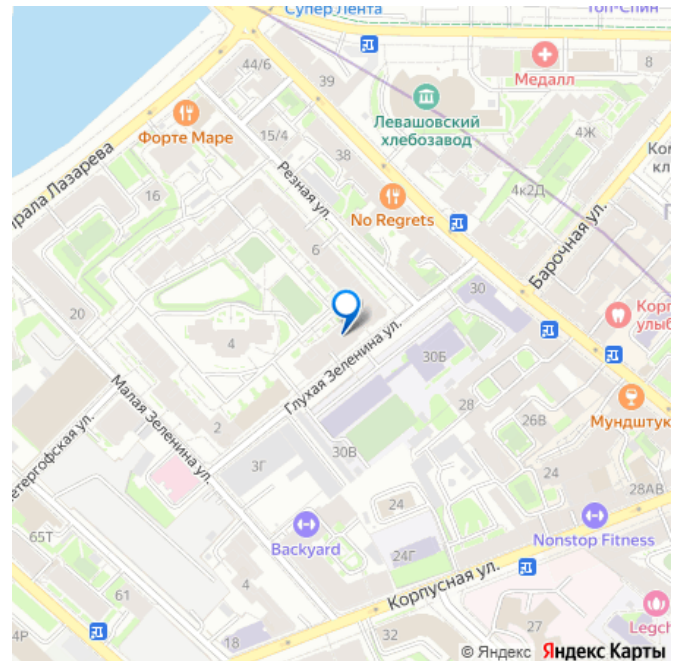 Супер Лента
Топ-Спин
44/6
39
Медалл
8
Форте Маре
Левашовский
хлебозавод
15/4
4Ж
38
Резная ул.
16
No Regrets
4к2Д
Барочная ул.
6
30
20
4
Глухая Зеленина ул.
30Б
Малая Зеленина ул.
28
26В
Мундштук
2
3Г
30В
24
24
28АВ
Backyard
Nonstop Fitness
65Т
24Г
4
Корпусная ул.
61
27
18
32
© Яндекс Яндекс Карты